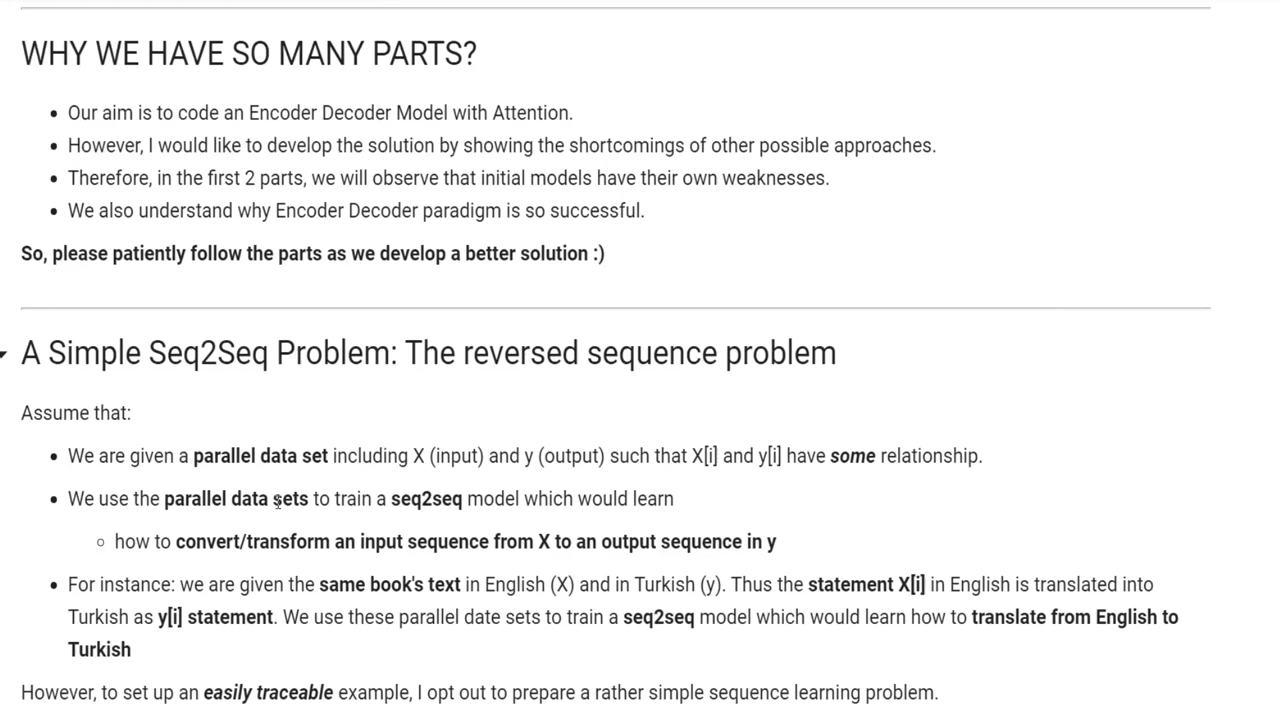 WHY WE HAVE SO MANY PARTS?
• Our aim is to code an Encoder Decoder Model with Attention.
• However, I would like to develop the solution by showing the shortcomings of other possible approaches.
• Therefore, in the first 2 parts, we will observe that initial models have their own weaknesses.
• We also understand why Encoder Decoder paradigm is so successful.
So, please patiently follow the parts as we develop a better solution :)
A Simple Seq2Seq Problem: The reversed sequence problem
Assume that:
• We are given a parallel data set including X (input) and y (output) such that X[i] and y[i] have some relationship.
• We use the parallel data sets to train a seq2seq model which would learn
○ how to convert/transform an input sequence from X to an output sequence in y
• For instance: we are given the same book's text in English (X) and in Turkish (y). Thus the statement X[i] in English is translated into
Turkish as y[i] statement. We use these parallel date sets to train a seq2seq model which would learn how to translate from English to
Turkish
However, to set up an easily traceable example, I opt out to prepare a rather simple sequence learning problem.